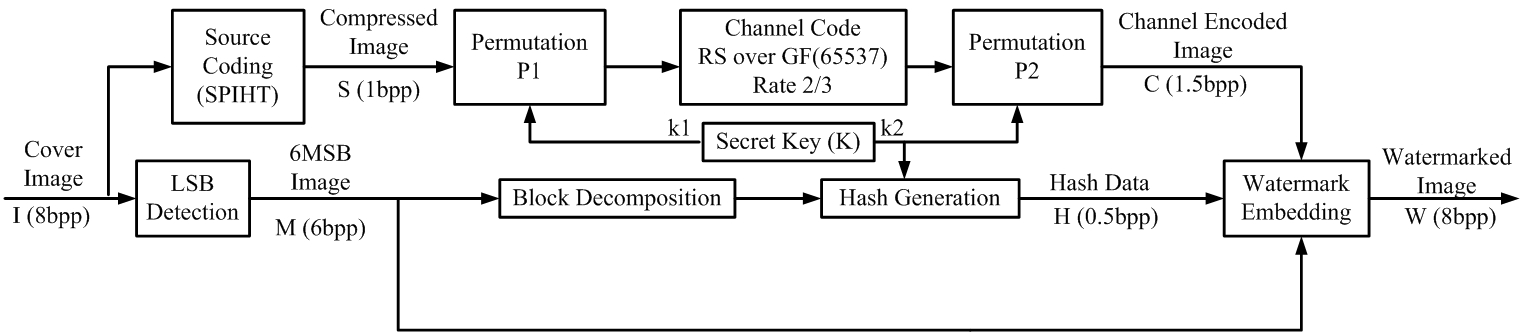 Source
Coding
(SPIHT)
Compressed
Image
S (1bpp)
Permutation
P1
Channel Code
RS over GF(65537)
Rate 2/3
Permutation
P2
Channel Encoded
Image
C (1.5bpp)
k1
Secret Key (K)
k2
Cover
Image
I (8bpp)
LSB
Detection
6MSB
Image
M (6bpp)
Block Decomposition
Hash Generation
Hash Data
H (0.5bpp)
Watermark
Embedding
Watermarked
Image
W (8bpp)